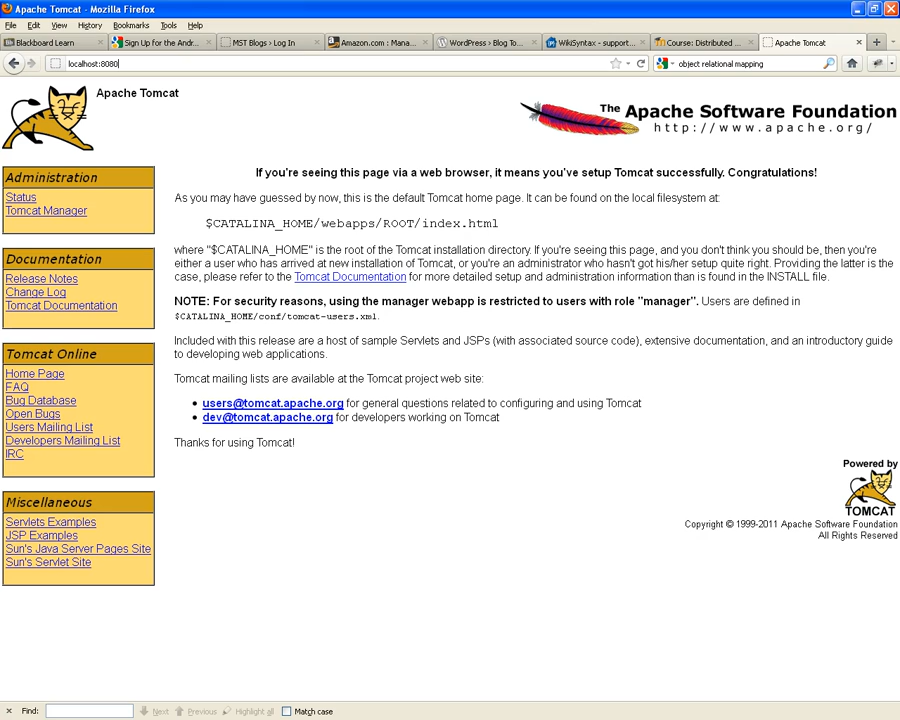 Apache Tomcat - Mozilla Firefox
File Edit View History Bookmarks Tools Help
Blackboard Learn × Sign Up for the Andr... × MST Blogs › Log In × Amazon.com : Mana... × WordPress › Blog To... × WikiSyntax - support... × Course: Distributed ... × Apache Tomcat × +
localhost:8080 object relational mapping
Apache Tomcat
The Apache Software Foundation
http://www.apache.org/
Administration
Status
Tomcat Manager
Documentation
Release Notes
Change Log
Tomcat Documentation
Tomcat Online
Home Page
FAQ
Bug Database
Open Bugs
Users Mailing List
Developers Mailing List
IRC
Miscellaneous
Servlets Examples
JSP Examples
Sun's Java Server Pages Site
Sun's Servlet Site
If you're seeing this page via a web browser, it means you've setup Tomcat successfully. Congratulations!
As you may have guessed by now, this is the default Tomcat home page. It can be found on the local filesystem at:
$CATALINA_HOME/webapps/ROOT/index.html
where "$CATALINA_HOME" is the root of the Tomcat installation directory. If you're seeing this page, and you don't think you should be, then you're
either a user who has arrived at new installation of Tomcat, or you're an administrator who hasn't got his/her setup quite right. Providing the latter is the
case, please refer to the Tomcat Documentation for more detailed setup and administration information than is found in the INSTALL file.
NOTE: For security reasons, using the manager webapp is restricted to users with role "manager". Users are defined in
$CATALINA_HOME/conf/tomcat-users.xml.
Included with this release are a host of sample Servlets and JSPs (with associated source code), extensive documentation, and an introductory guide
to developing web applications.
Tomcat mailing lists are available at the Tomcat project web site:
• users@tomcat.apache.org for general questions related to configuring and using Tomcat
• dev@tomcat.apache.org for developers working on Tomcat
Thanks for using Tomcat!
Powered by
TOMCAT
Copyright © 1999-2011 Apache Software Foundation
All Rights Reserved
× Find: Next Previous Highlight all Match case